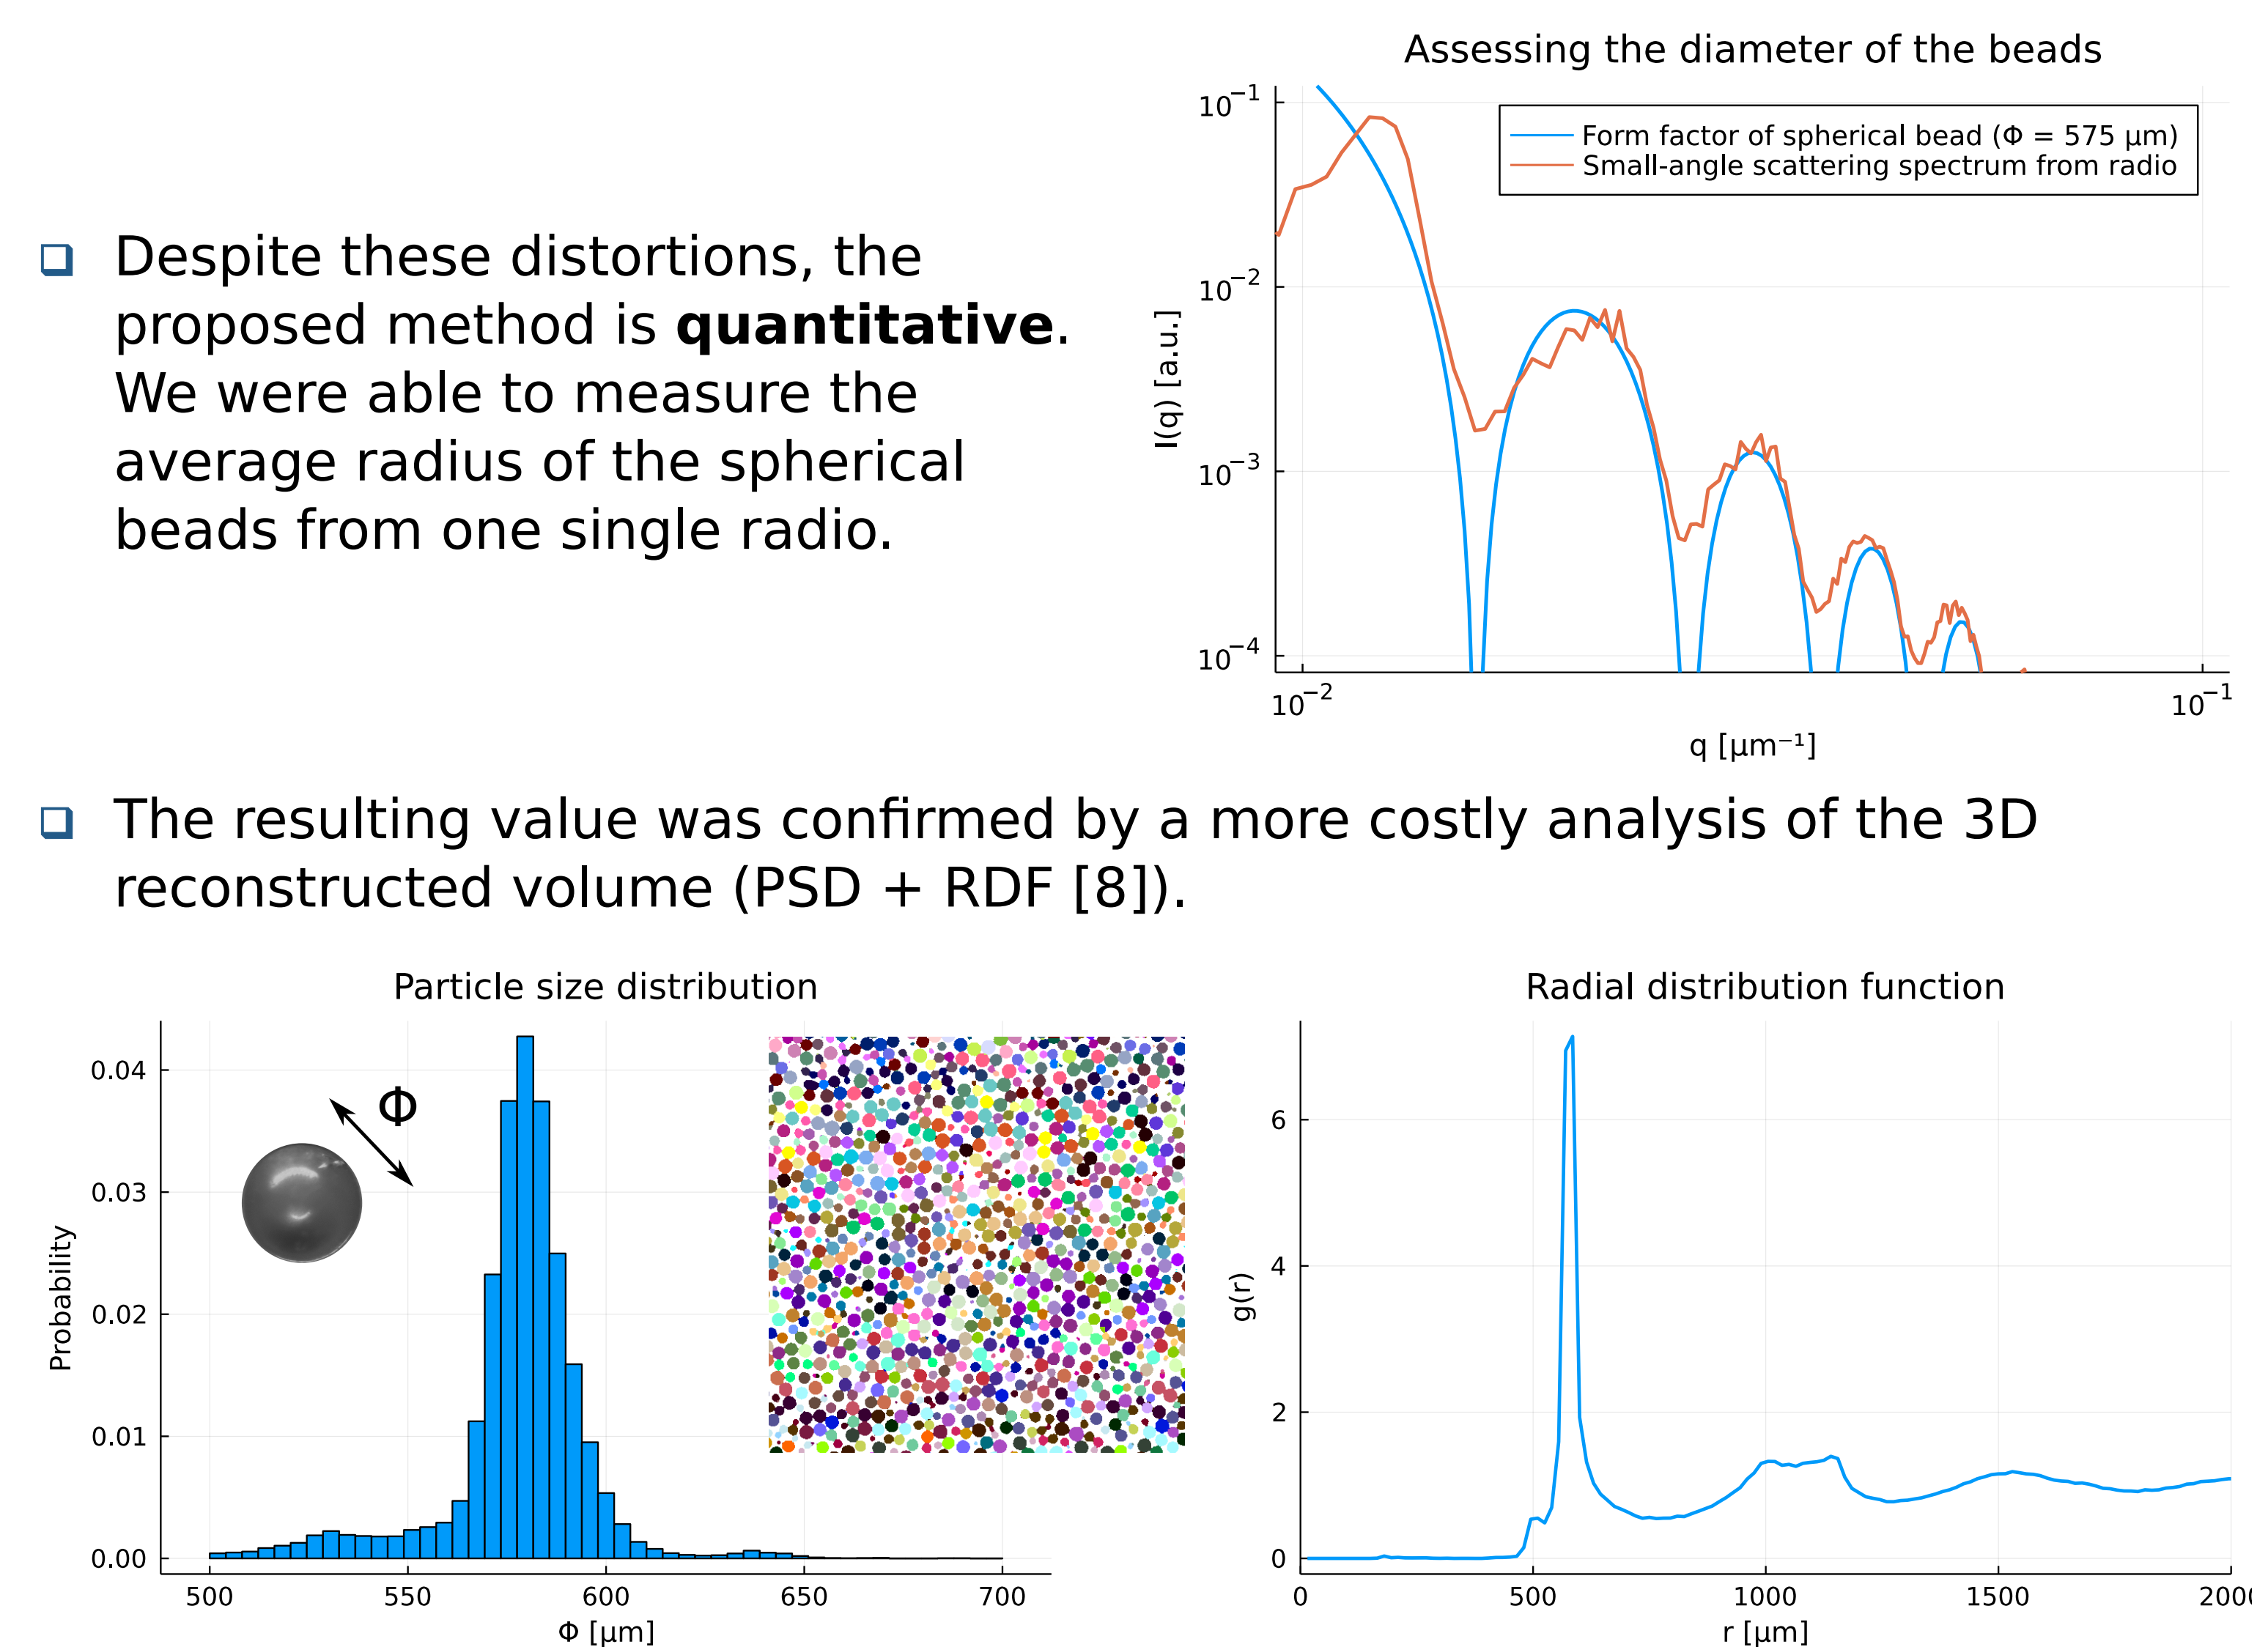 Assessing the diameter of the beads
10⁻¹
Form factor of spherical bead (Φ = 575 µm)
Small-angle scattering spectrum from radio
10⁻²
10⁻³
10⁻⁴
I(q) [a.u.]
10⁻²
10⁻¹
q [µm⁻¹]
Despite these distortions, the
proposed method is quantitative.
We were able to measure the
average radius of the spherical
beads from one single radio.
The resulting value was confirmed by a more costly analysis of the 3D
reconstructed volume (PSD + RDF [8]).
Particle size distribution
0.04
0.03
0.02
0.01
0.00
Probability
Φ
500
550
600
650
700
Φ [µm]
Radial distribution function
6
4
2
0
g(r)
0
500
1000
1500
200
r [µm]